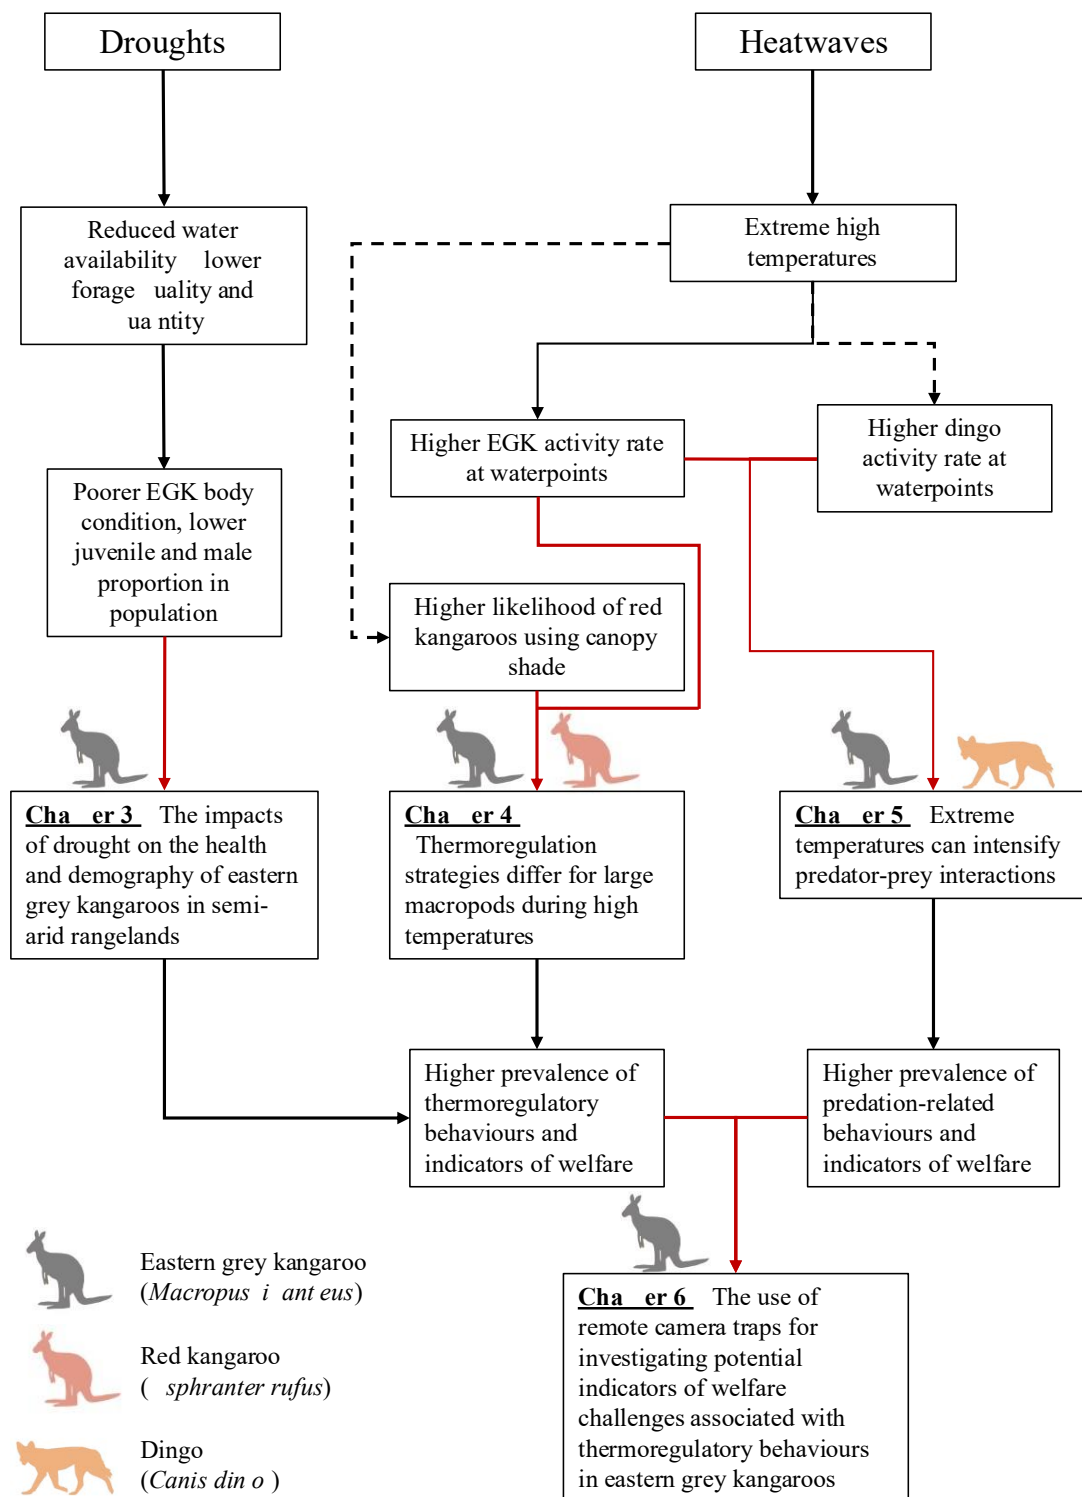 Droughts
Heatwaves
Reduced water
availability lower
forage uality and
ua ntity
Extreme high
temperatures
Higher EGK activity rate
at waterpoints
Higher dingo
activity rate at
waterpoints
Poorer EGK body
condition, lower
juvenile and male
proportion in
population
Higher likelihood of red
kangaroos using canopy
shade
Cha er 3 The impacts
of drought on the health
and demography of eastern
grey kangaroos in semi-
arid rangelands
Cha er 4
Thermoregulation
strategies differ for large
macropods during high
temperatures
Cha er 5 Extreme
temperatures can intensify
predator-prey interactions
Higher prevalence of
thermoregulatory
behaviours and
indicators of welfare
Higher prevalence of
predation-related
behaviours and
indicators of welfare
Eastern grey kangaroo
(Macropus i ant eus)
Red kangaroo
( sphranter rufus)
Dingo
(Canis din o )
Cha er 6 The use of
remote camera traps for
investigating potential
indicators of welfare
challenges associated with
thermoregulatory behaviours
in eastern grey kangaroos